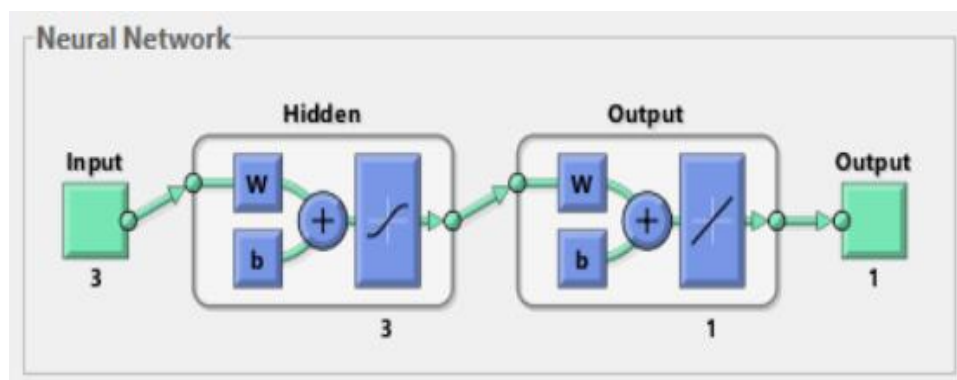 Neural Network
Hidden
Output
Input
W
b
+
3
W
b
+
1
Output
3
1